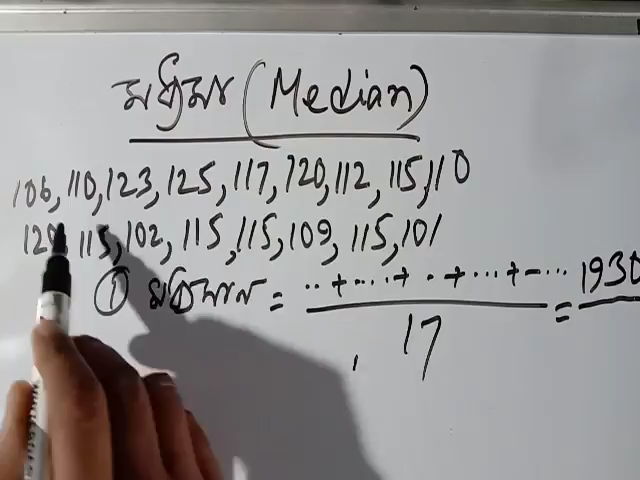 মধ্যমা (Median)
106, 110, 123, 125, 117, 120, 112, 115, 110
120, 115, 102, 115, 115, 109, 115, 101
① = ..+...+.+...+-... = 1930
17